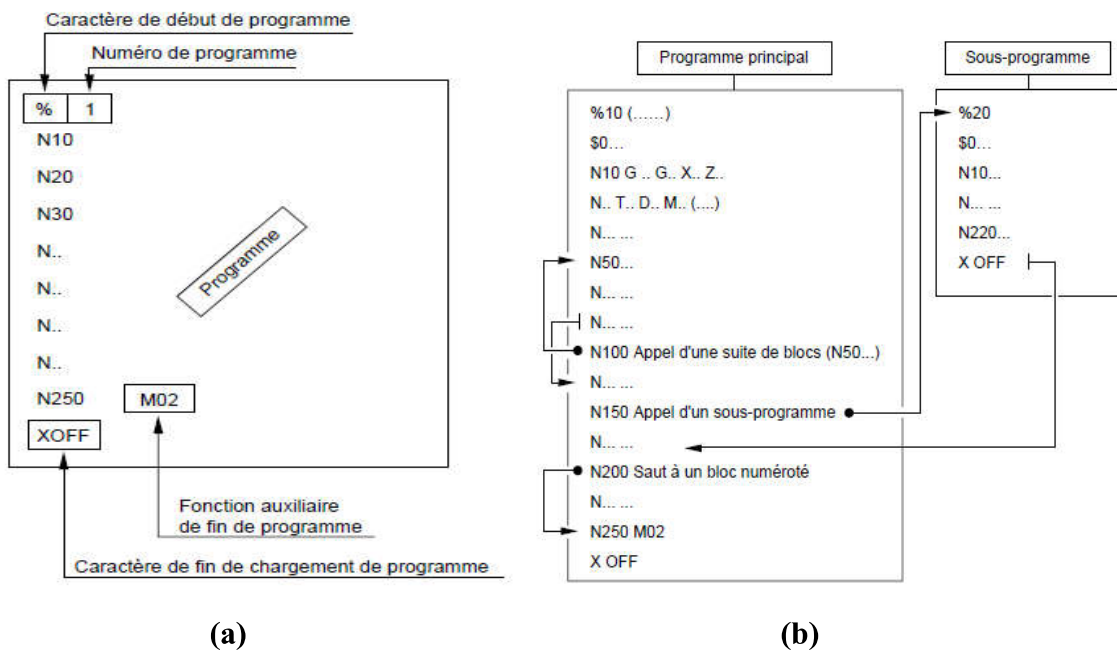 Caractère de début de programme
Numéro de programme
% 1
N10
N20
N30
N..
N..
N..
N..
N250 M02
XOFF
Programme
Fonction auxiliaire
de fin de programme
Caractère de fin de chargement de programme
(a)
Programme principal
%10 (......)
$0...
N10 G .. G.. X.. Z..
N.. T.. D.. M.. (....)
N... ...
N50...
N... ...
N... ...
N100 Appel d'une suite de blocs (N50...)
N... ...
N150 Appel d'un sous-programme
N... ...
N200 Saut à un bloc numéroté
N... ...
N250 M02
X OFF
Sous-programme
%20
$0...
N10...
N... ...
N220...
X OFF
(b)